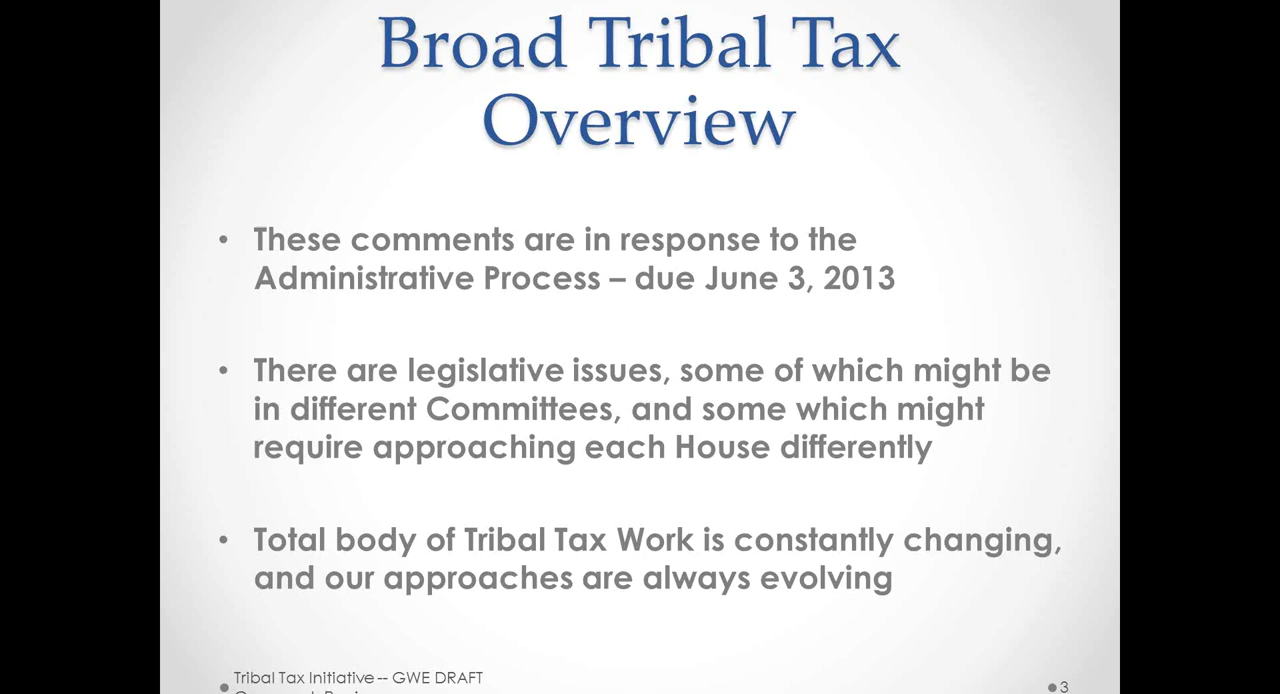 Broad Tribal Tax
Overview
• These comments are in response to the
Administrative Process – due June 3, 2013
• There are legislative issues, some of which might be
in different Committees, and some which might
require approaching each House differently
• Total body of Tribal Tax Work is constantly changing,
and our approaches are always evolving
Tribal Tax Initiative -- GWE DRAFT
3